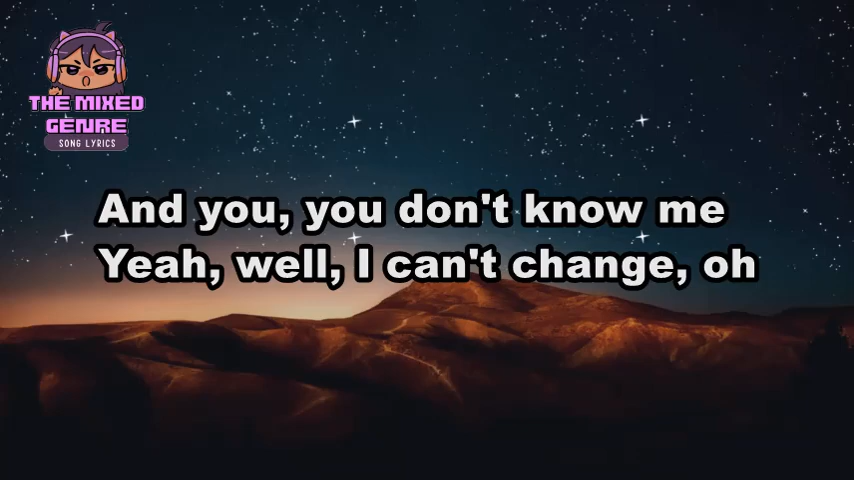 THE MIXED
GENRE
SONG LYRICS
And you, you don't know me
Yeah, well, I can't change, oh